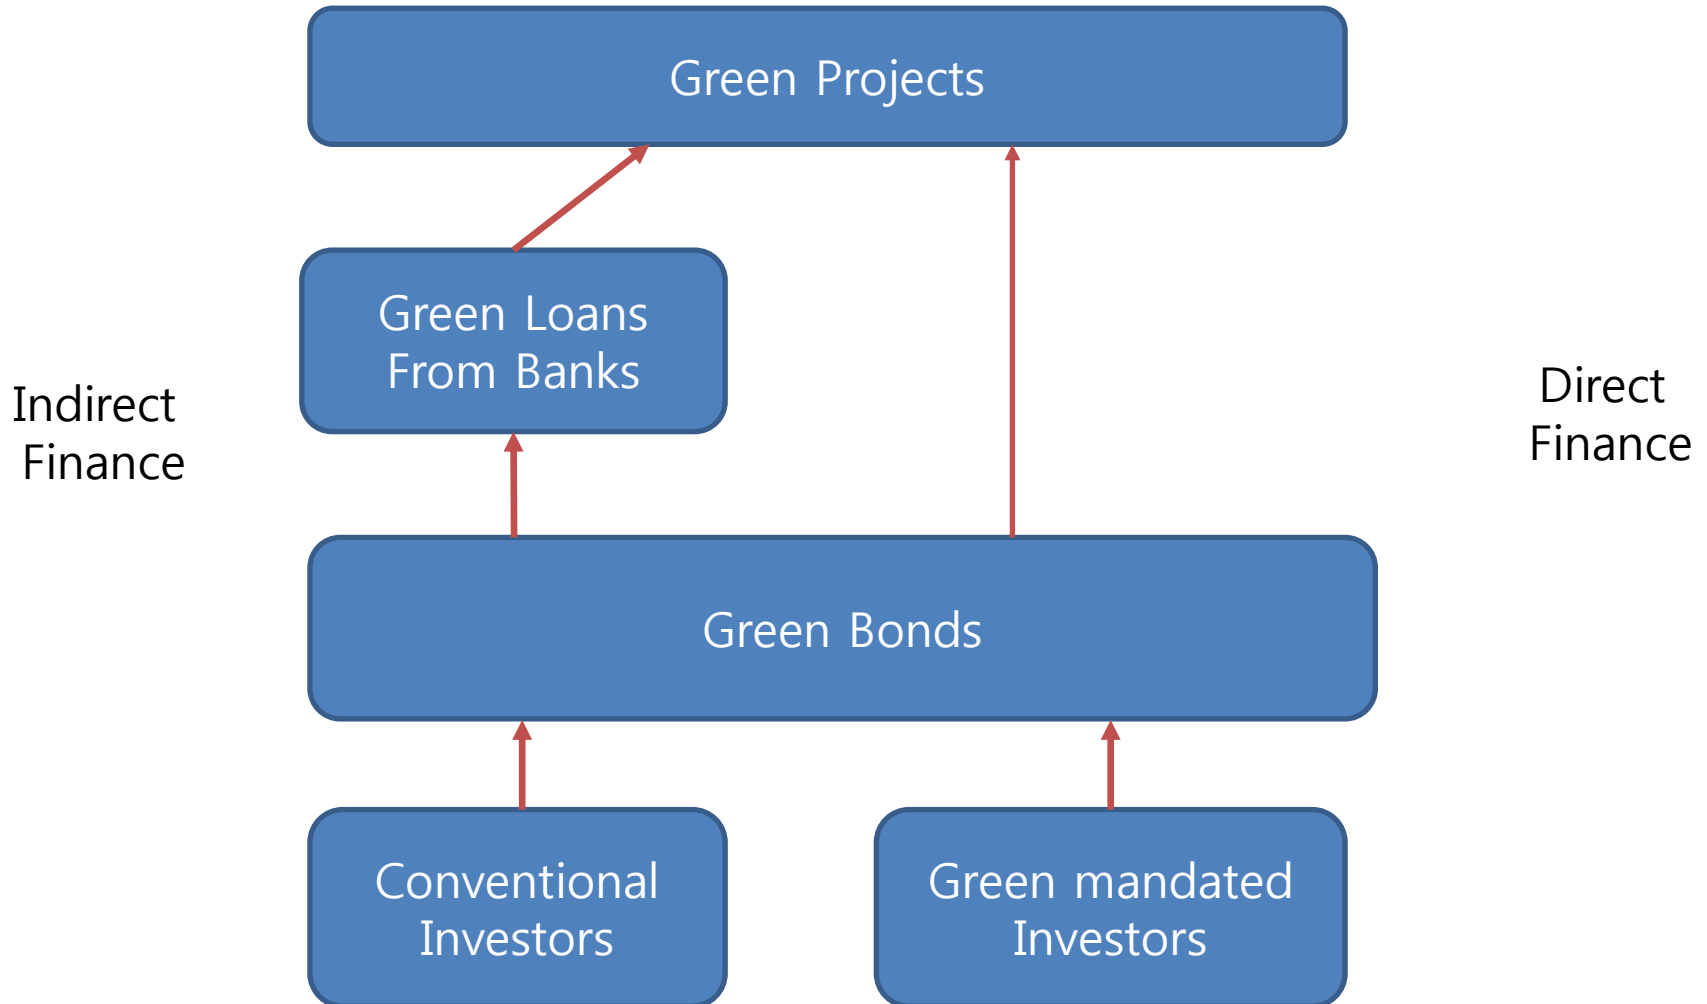 Green Projects
Green Loans
From Banks
Indirect
Finance
Direct
Finance
Green Bonds
Conventional
Investors
Green mandated
Investors